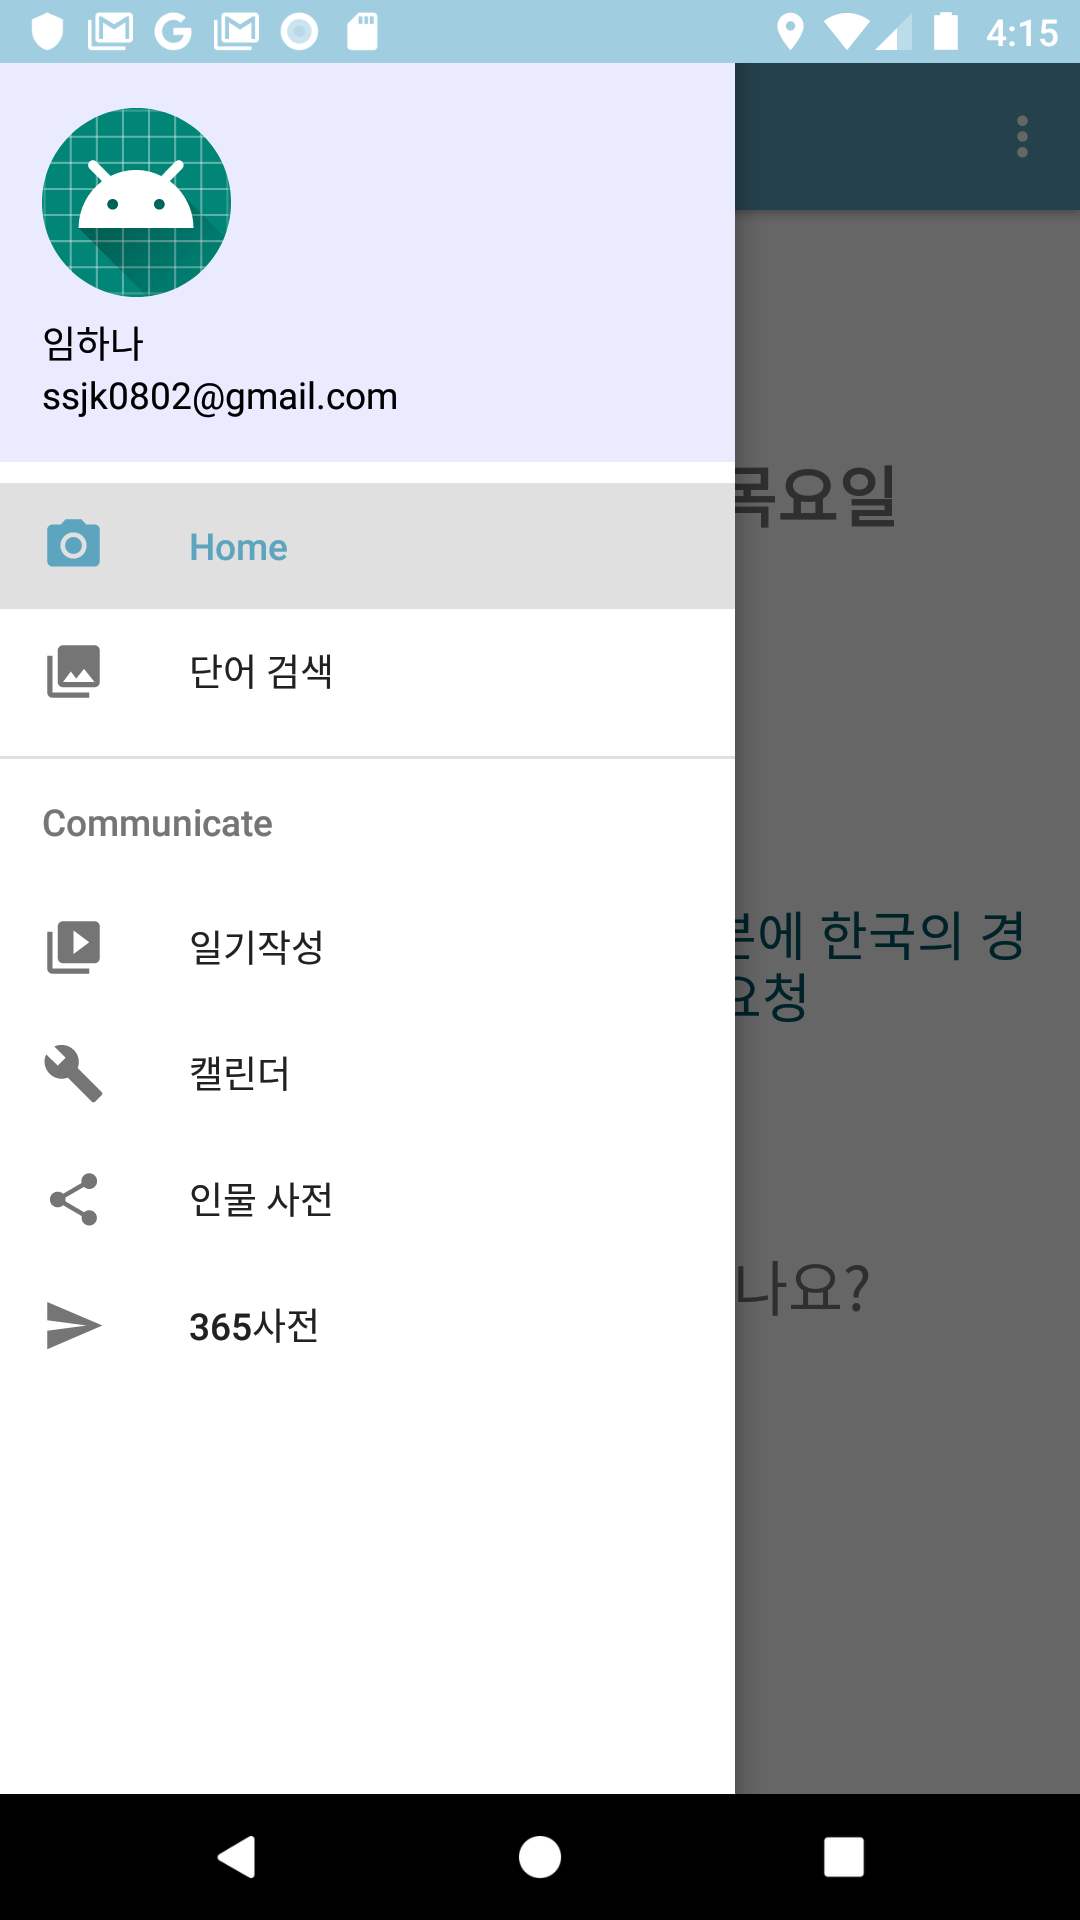 4:15
임하나
ssjk0802@gmail.com
목요일
Home
단어 검색
Communicate
일기작성
분에 한국의 경
요청
캘린더
인물 사전
나요?
365사전